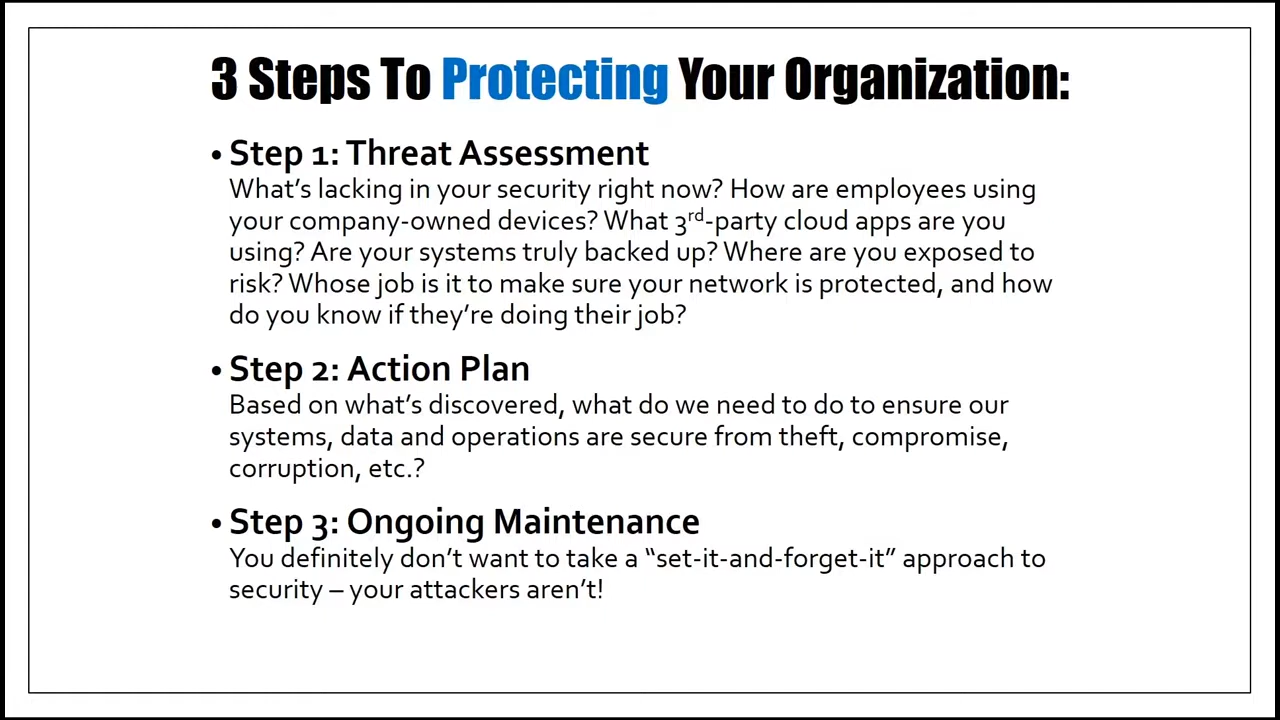 3 Steps To Protecting Your Organization:
• Step 1: Threat Assessment
What’s lacking in your security right now? How are employees using
your company-owned devices? What 3rd-party cloud apps are you
using? Are your systems truly backed up? Where are you exposed to
risk? Whose job is it to make sure your network is protected, and how
do you know if they’re doing their job?
• Step 2: Action Plan
Based on what’s discovered, what do we need to do to ensure our
systems, data and operations are secure from theft, compromise,
corruption, etc.?
• Step 3: Ongoing Maintenance
You definitely don’t want to take a “set-it-and-forget-it” approach to
security – your attackers aren’t!